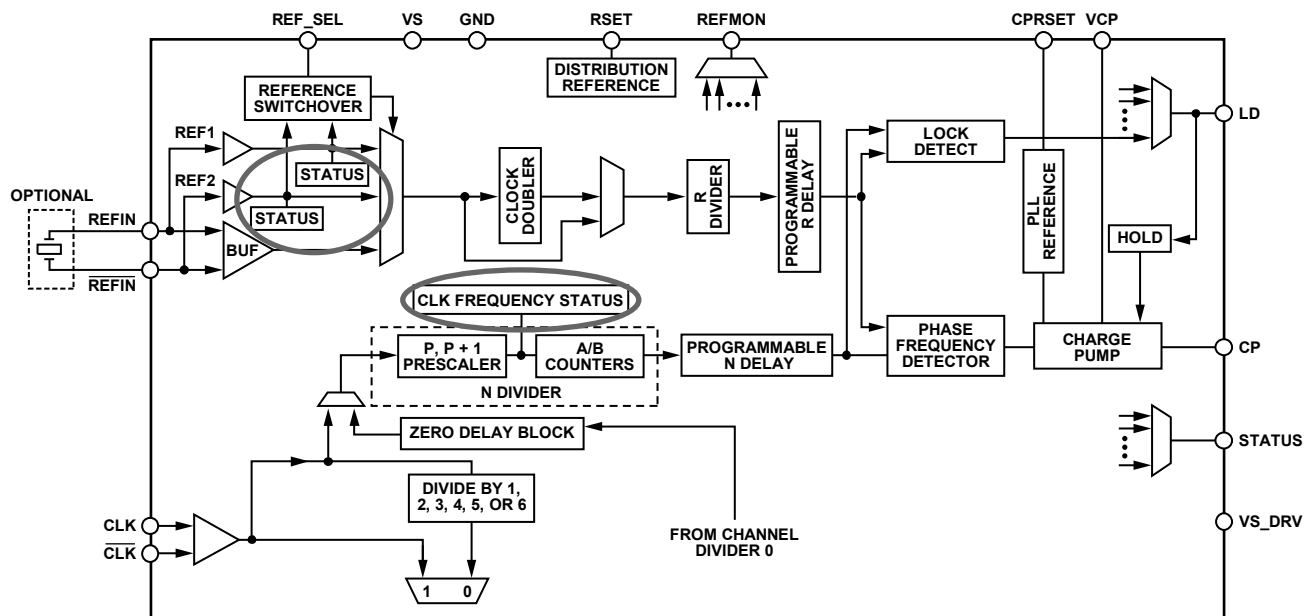 REF_SEL
VS
GND
RSET
REFMON
CPRSET
VCP
DISTRIBUTION
REFERENCE
REFERENCE
SWITCHOVER
REF1
REF2
STATUS
STATUS
BUF
OPTIONAL
REFIN
REFIN
CLOCK
DOUBLER
R
DIVIDER
PROGRAMMABLE
R DELAY
LOCK
DETECT
PLL
REFERENCE
LD
HOLD
CLK FREQUENCY STATUS
P, P + 1
PRESCALER
A/B
COUNTERS
N DIVIDER
PROGRAMMABLE
N DELAY
PHASE
FREQUENCY
DETECTOR
CHARGE
PUMP
CP
ZERO DELAY BLOCK
STATUS
DIVIDE BY 1,
2, 3, 4, 5, OR 6
FROM CHANNEL
DIVIDER 0
VS_DRV
CLK
CLK
1 0